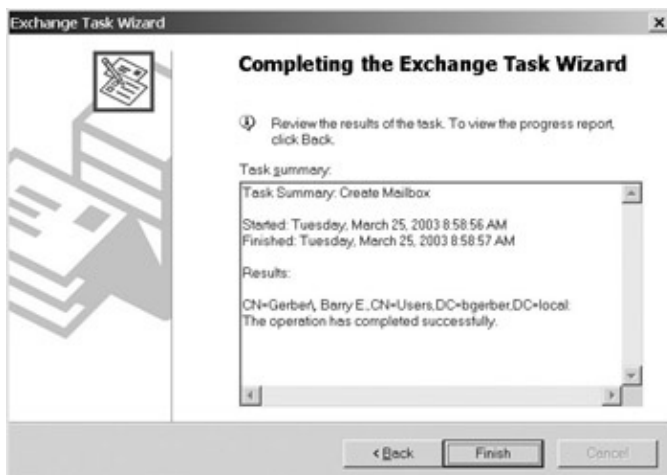 Exchange Task Wizard
Completing the Exchange Task Wizard
Review the results of the task. To view the progress report,
click Back.
Task summary:
Task Summary: Create Mailbox
Started: Tuesday, March 25, 2003 8:58:56 AM
Finished: Tuesday, March 25, 2003 8:58:57 AM
Results:
CN=Gerber\, Barry E.,CN=Users,DC=bgerber,DC=local:
The operation has completed successfully.
< Back
Finish
Cancel